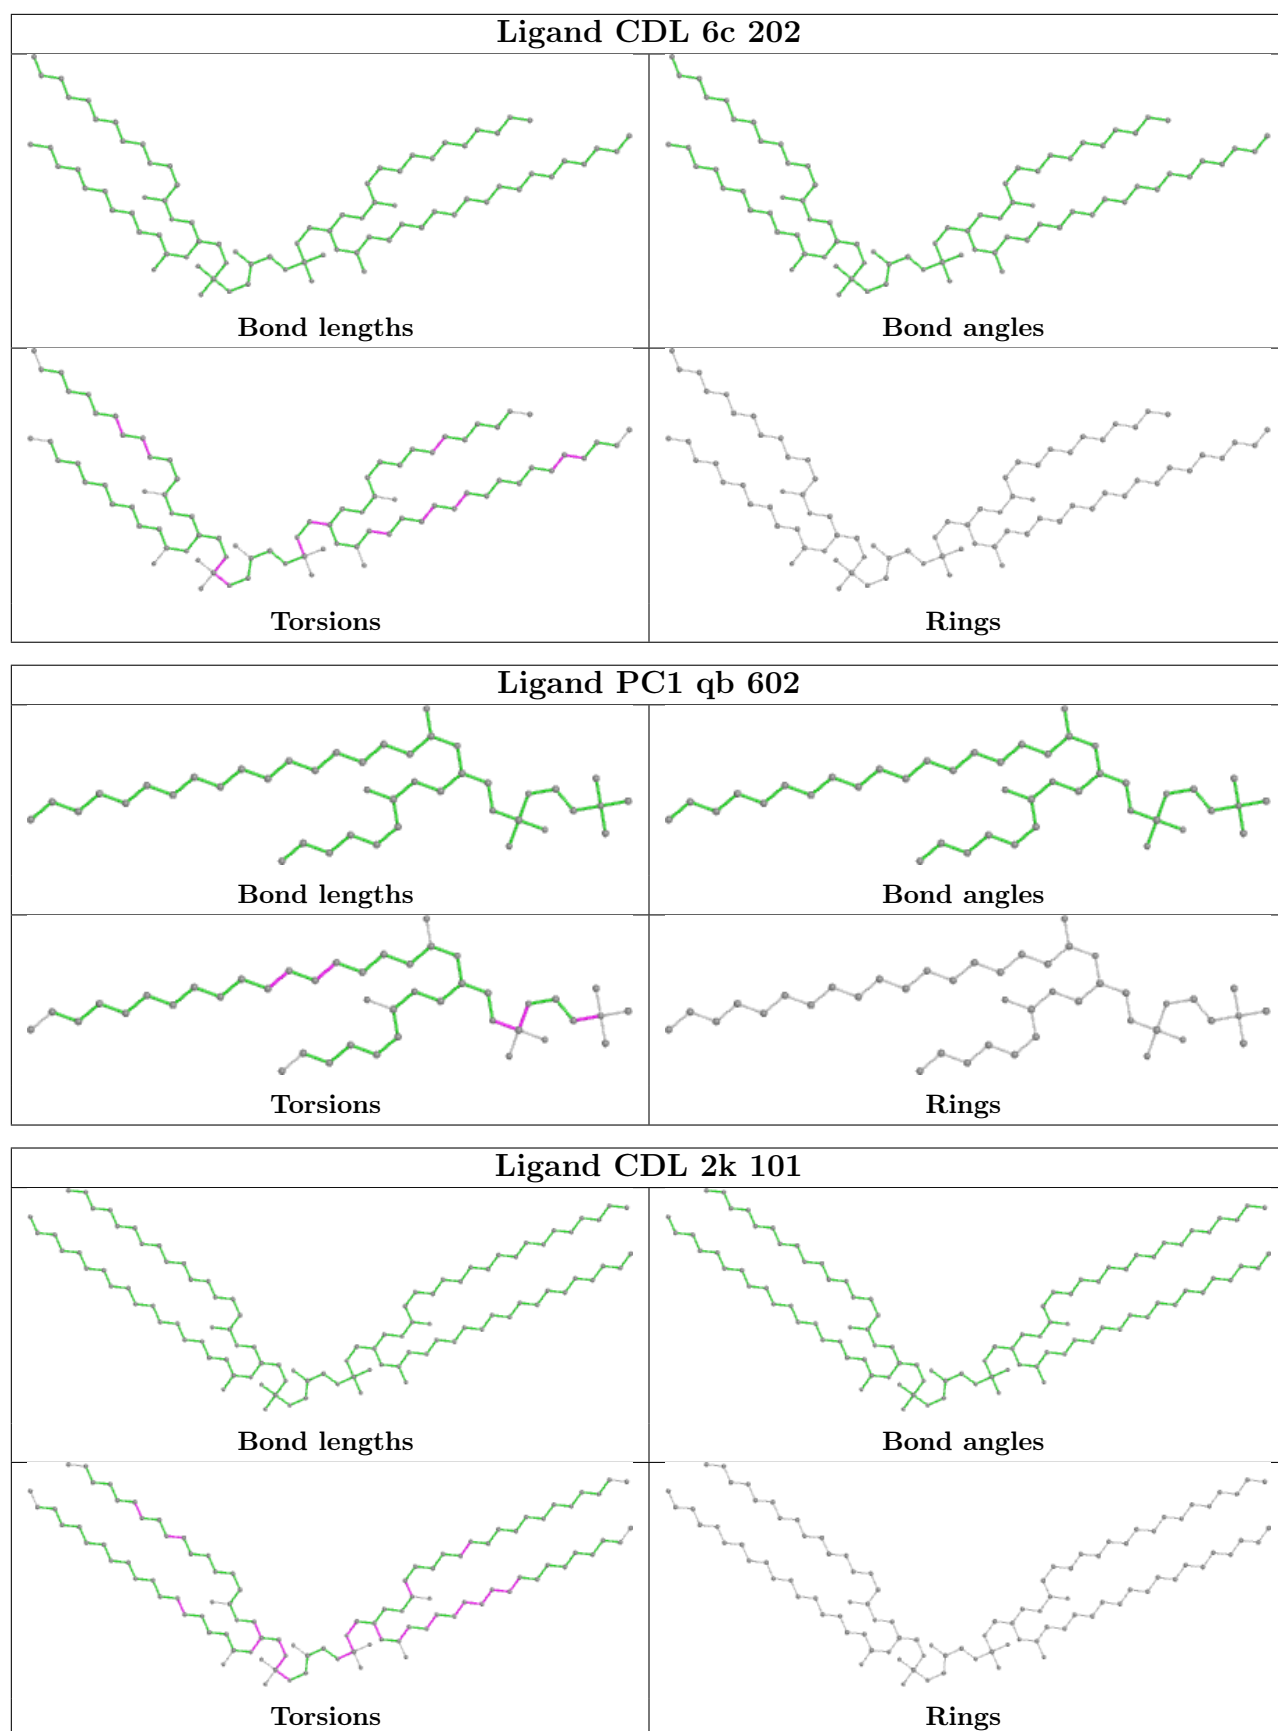 Ligand CDL 6c 202
Bond lengths
Bond angles
Torsions
Rings
Ligand PC1 qb 602
Bond lengths
Bond angles
Torsions
Rings
Ligand CDL 2k 101
Bond lengths
Bond angles
Torsions
Rings